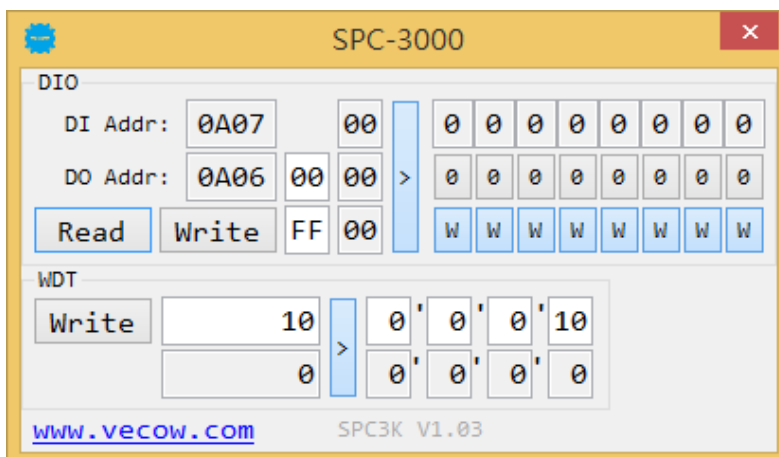 SPC-3000
DIO
DI Addr: 0A07 00 0 0 0 0 0 0 0 0
DO Addr: 0A06 00 00 > 0 0 0 0 0 0 0 0
Read Write FF 00 W W W W W W W W
WDT
Write 10 > 0 ' 0 ' 0 ' 10
0 0 ' 0 ' 0 ' 0
www.vecow.com SPC3K V1.03